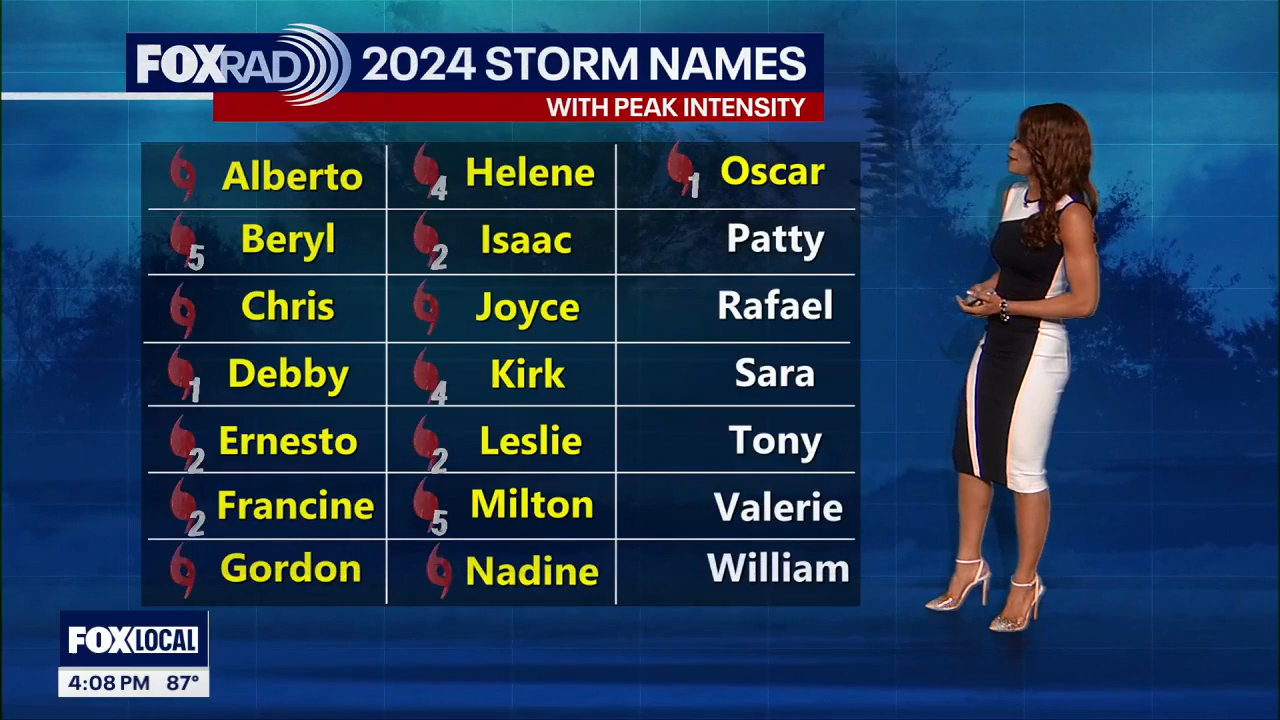 FOX RAD 2024 STORM NAMES
WITH PEAK INTENSITY
Alberto
5 Beryl
Chris
1 Debby
2 Ernesto
2 Francine
Gordon
4 Helene
2 Isaac
Joyce
4 Kirk
2 Leslie
5 Milton
Nadine
1 Oscar
Patty
Rafael
Sara
Tony
Valerie
William
FOX LOCAL
4:08 PM 87°